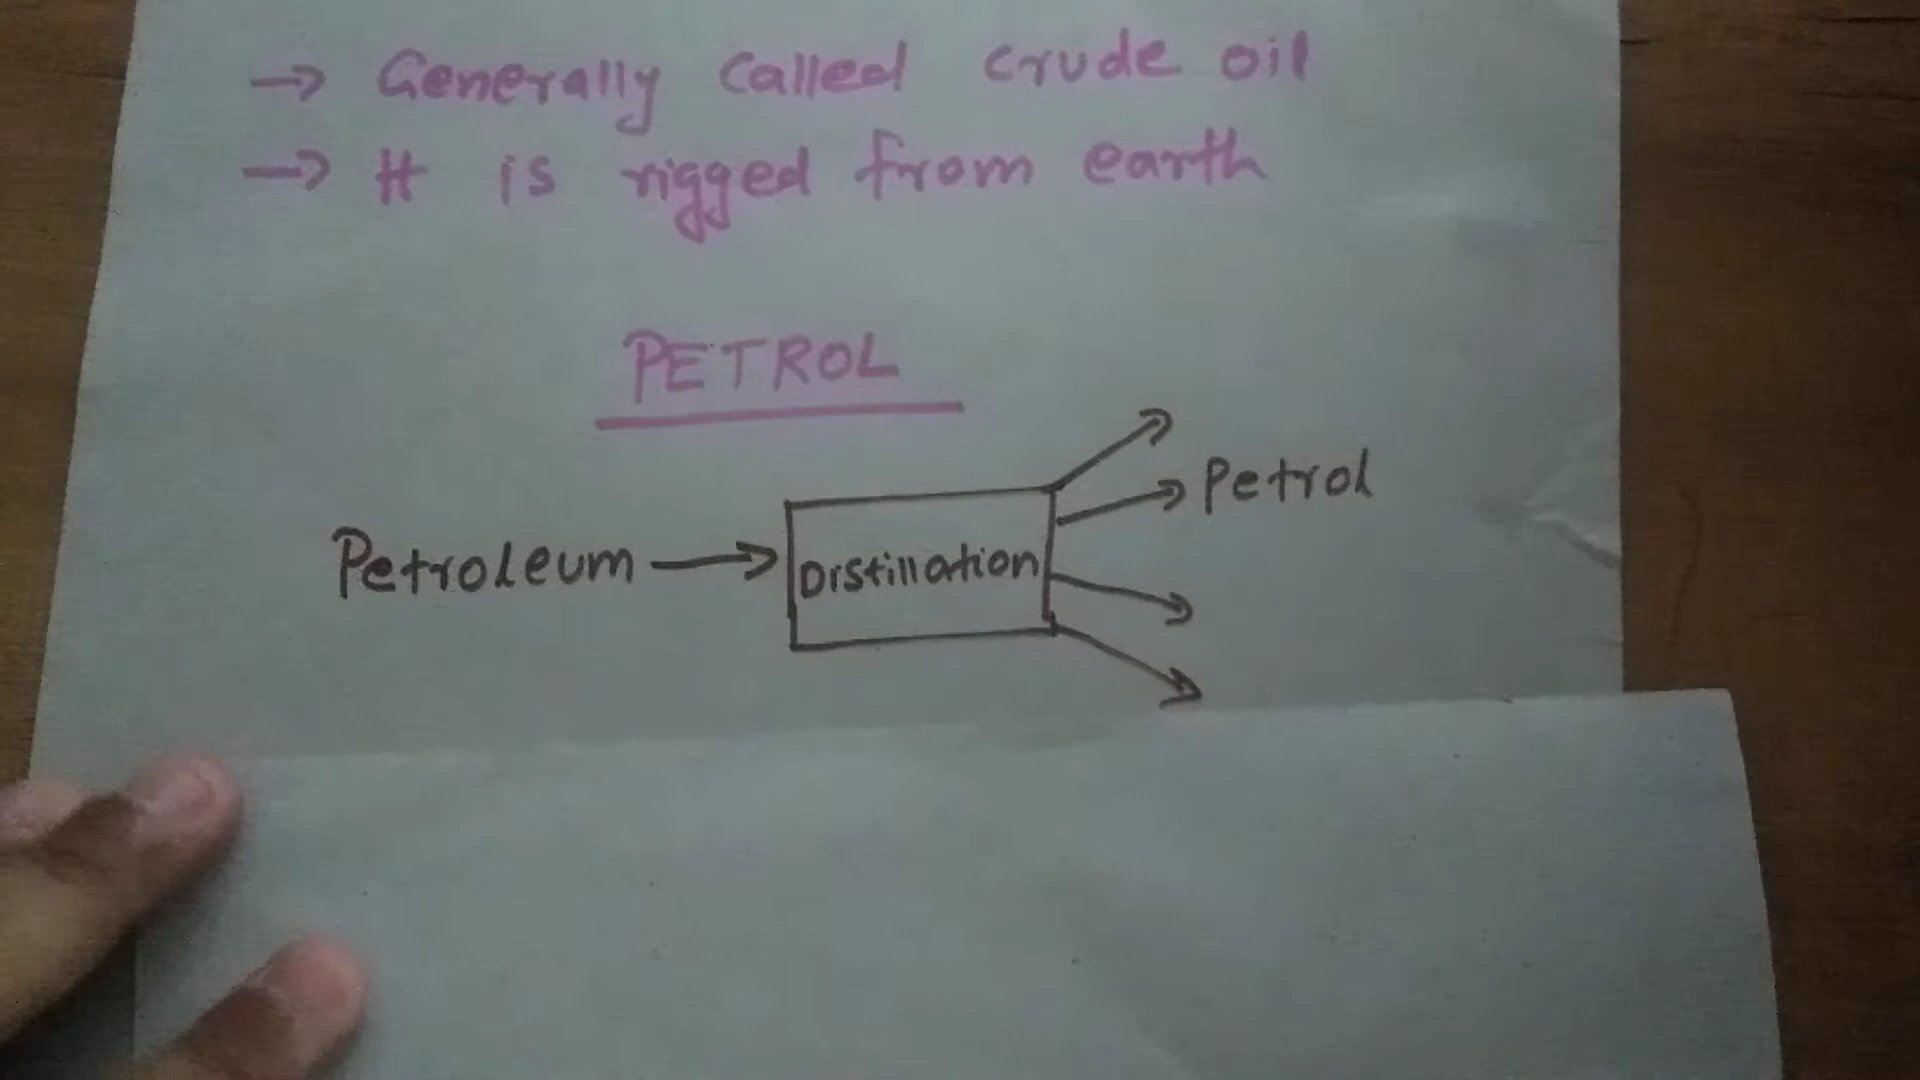 → Generally called crude oil
→ It is rigged from earth
PETROL
Petroleum → Distillation → Petrol